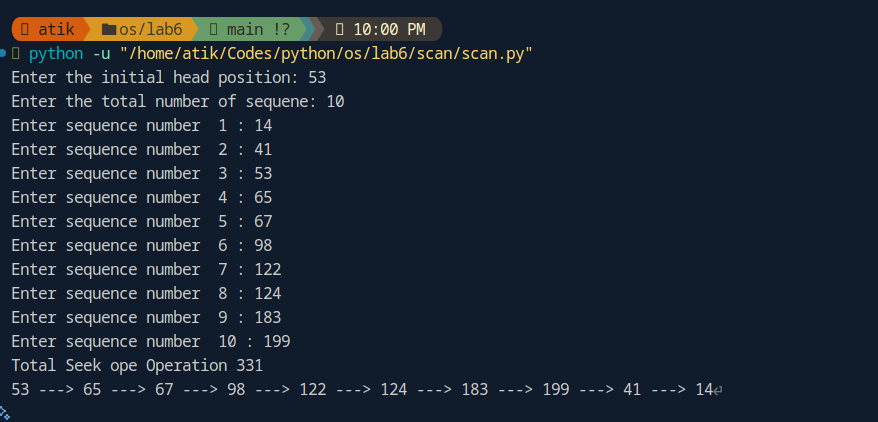 atik os/lab6 main !? 10:00 PM
python -u "/home/atik/Codes/python/os/lab6/scan/scan.py"
Enter the initial head position: 53
Enter the total number of sequene: 10
Enter sequence number  1 : 14
Enter sequence number  2 : 41
Enter sequence number  3 : 53
Enter sequence number  4 : 65
Enter sequence number  5 : 67
Enter sequence number  6 : 98
Enter sequence number  7 : 122
Enter sequence number  8 : 124
Enter sequence number  9 : 183
Enter sequence number  10 : 199
Total Seek ope Operation 331
53 ---> 65 ---> 67 ---> 98 ---> 122 ---> 124 ---> 183 ---> 199 ---> 41 ---> 14⏎